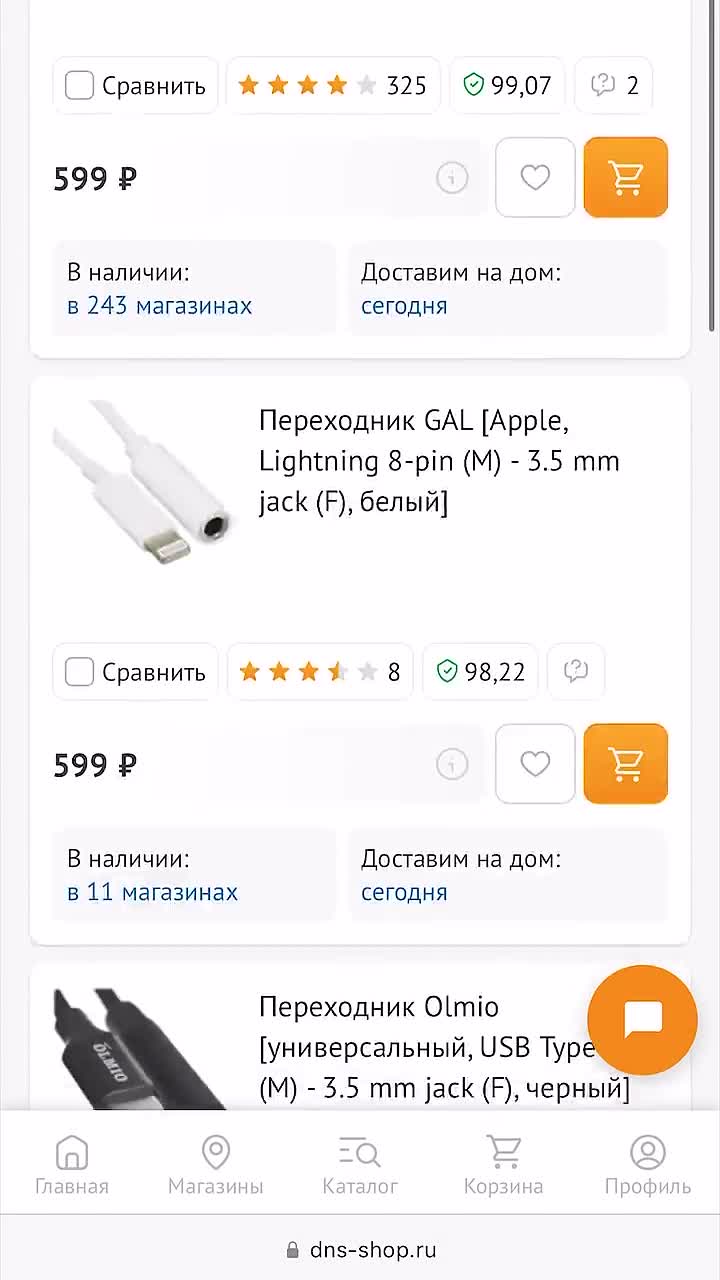 Сравнить
325
99,07
2
599 ₽
В наличии:
в 243 магазинах
Доставим на дом:
сегодня
Переходник GAL [Apple,
Lightning 8-pin (M) - 3.5 mm
jack (F), белый]
Сравнить
8
98,22
599 ₽
В наличии:
в 11 магазинах
Доставим на дом:
сегодня
OLMIO
Переходник Olmio
[универсальный, USB Type
(M) - 3.5 mm jack (F), черный]
Главная
Магазины
Каталог
Корзина
Профиль
dns-shop.ru